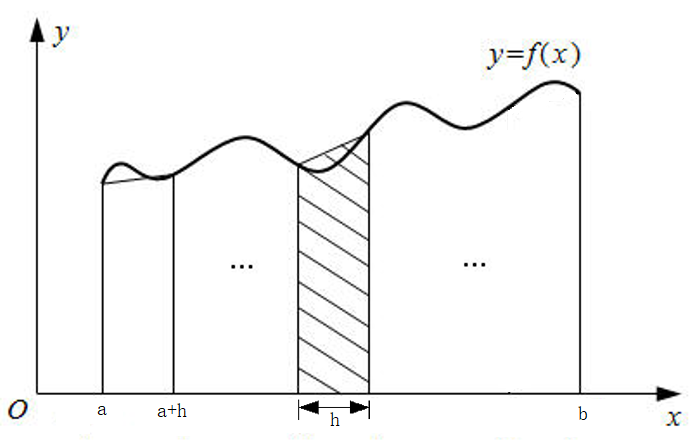 y
y=f(x)
... ...
O a a+h h b x